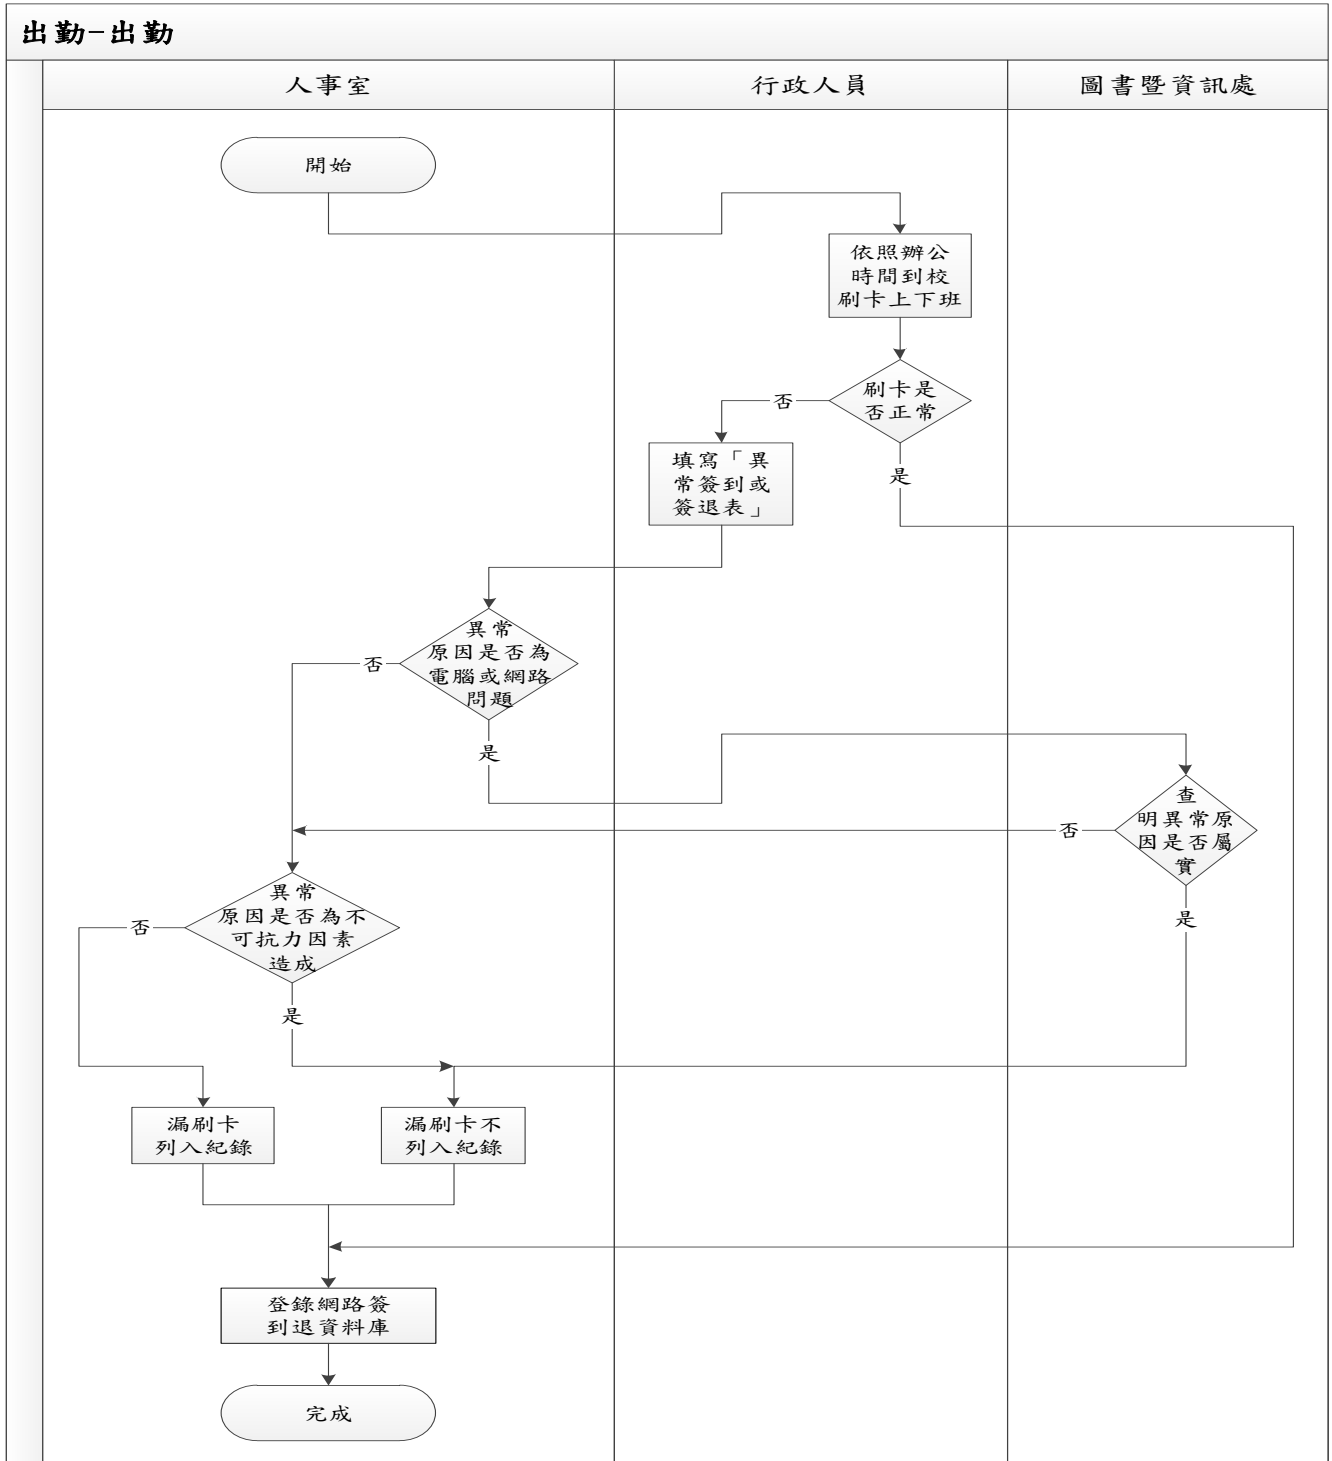 出勤-出勤
人事室
行政人員
圖書暨資訊處
開始
依照辦公
時間到校
刷卡上下班
刷卡是
否正常
否
是
填寫「異
常簽到或
簽退表」
異常
原因是否為
電腦或網路
問題
否
是
查
明異常原
因是否屬
實
否
是
異常
原因是否為不
可抗力因素
造成
否
是
漏刷卡
列入紀錄
漏刷卡不
列入紀錄
登錄網路簽
到退資料庫
完成